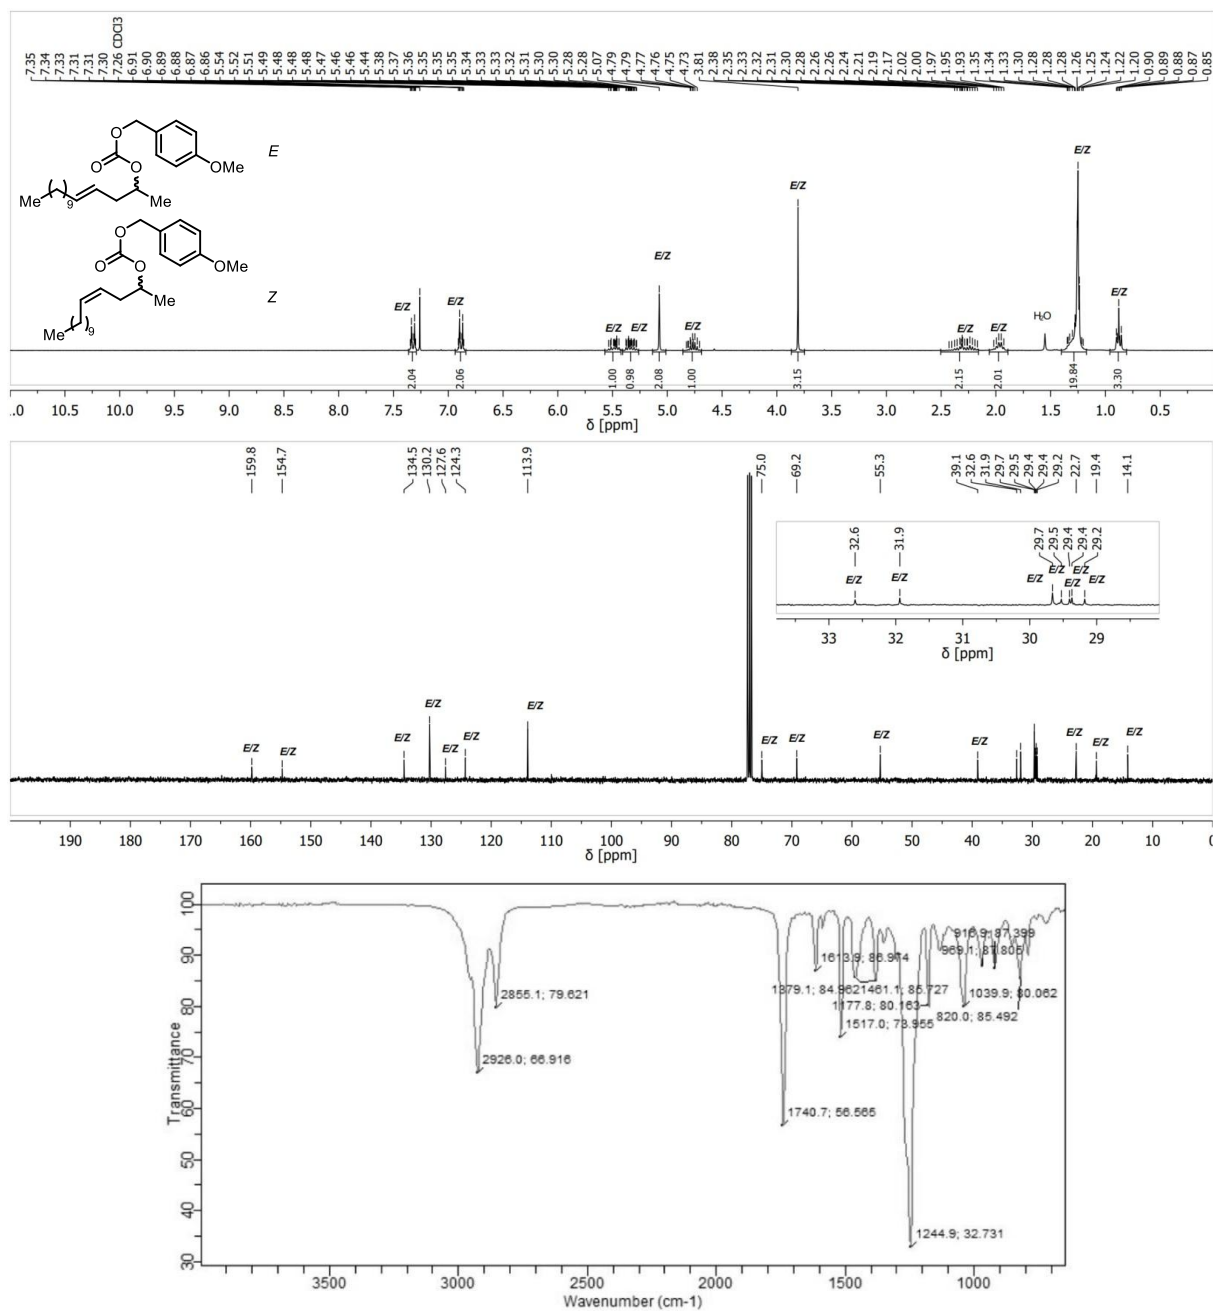 7.35
7.34
7.33
7.31
7.31
7.30
7.26 CDCl3
6.91
6.90
6.89
6.88
6.87
6.86
5.54
5.52
5.51
5.49
5.48
5.48
5.48
5.47
5.46
5.46
5.44
5.38
5.37
5.36
5.35
5.35
5.35
5.34
5.33
5.33
5.32
5.31
5.30
5.30
5.28
5.28
5.07
4.79
4.79
4.77
4.76
4.75
4.73
3.81
2.38
2.35
2.33
2.32
2.31
2.30
2.28
2.26
2.26
2.24
2.21
2.19
2.17
2.02
2.00
1.97
1.95
1.93
1.35
1.34
1.33
1.30
1.28
1.28
1.28
1.26
1.25
1.24
1.22
1.20
0.90
0.89
0.88
0.87
0.85
O
O
O
OMe
Me
9
Me
E
O
O
O
OMe
Me
9
Me
Z
E/Z
E/Z
E/Z
E/Z
E/Z
E/Z
E/Z
E/Z
E/Z
H2O
E/Z
E/Z
2.04
2.06
1.00
0.98
2.08
1.00
3.15
2.15
2.01
19.84
3.30
.0 10.5 10.0 9.5 9.0 8.5 8.0 7.5 7.0 6.5 6.0 5.5 5.0 4.5 4.0 3.5 3.0 2.5 2.0 1.5 1.0 0.5
δ [ppm]
159.8
154.7
134.5
130.2
127.6
124.3
113.9
75.0
69.2
55.3
39.1
32.6
31.9
29.7
29.5
29.4
29.4
29.2
22.7
19.4
14.1
32.6
31.9
29.7
29.5
29.4
29.4
29.2
E/Z
E/Z
E/Z
E/Z
E/Z
E/Z
E/Z
33 32 31 30 29
δ [ppm]
E/Z
E/Z
E/Z
E/Z
E/Z
E/Z
E/Z
E/Z
E/Z
E/Z
E/Z
E/Z
E/Z
E/Z
190 180 170 160 150 140 130 120 110 100 90 80 70 60 50 40 30 20 10 0
δ [ppm]
Transmittance
100
90
80
70
60
50
40
30
2926.0; 66.916
2855.1; 79.621
1740.7; 56.565
1613.9; 86.974
1379.1; 84.962
1461.1; 85.727
1177.8; 80.163
1517.0; 73.955
969.1; 87.805
1039.9; 80.062
820.0; 85.492
1244.9; 32.731
3500 3000 2500 2000 1500 1000
Wavenumber (cm-1)